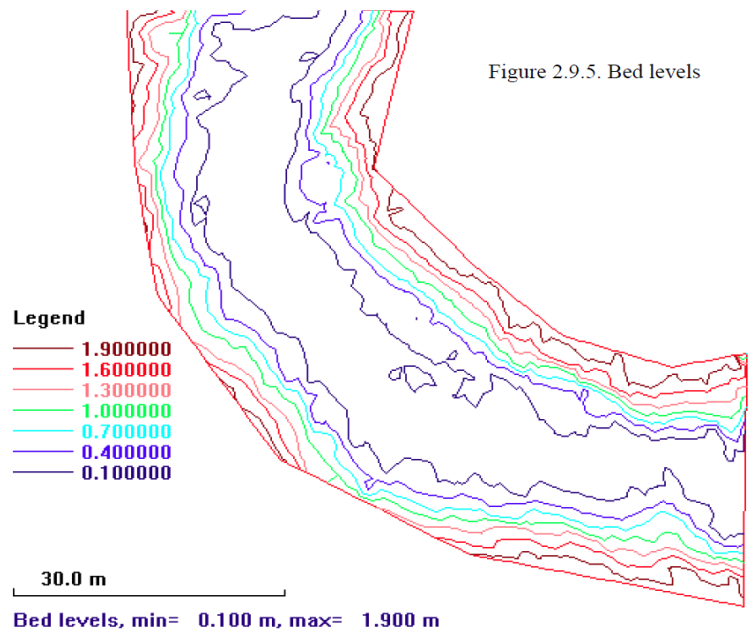 Figure 2.9.5. Bed levels
Legend
1.900000
1.600000
1.300000
1.000000
0.700000
0.400000
0.100000
30.0 m
Bed levels, min= 0.100 m, max= 1.900 m